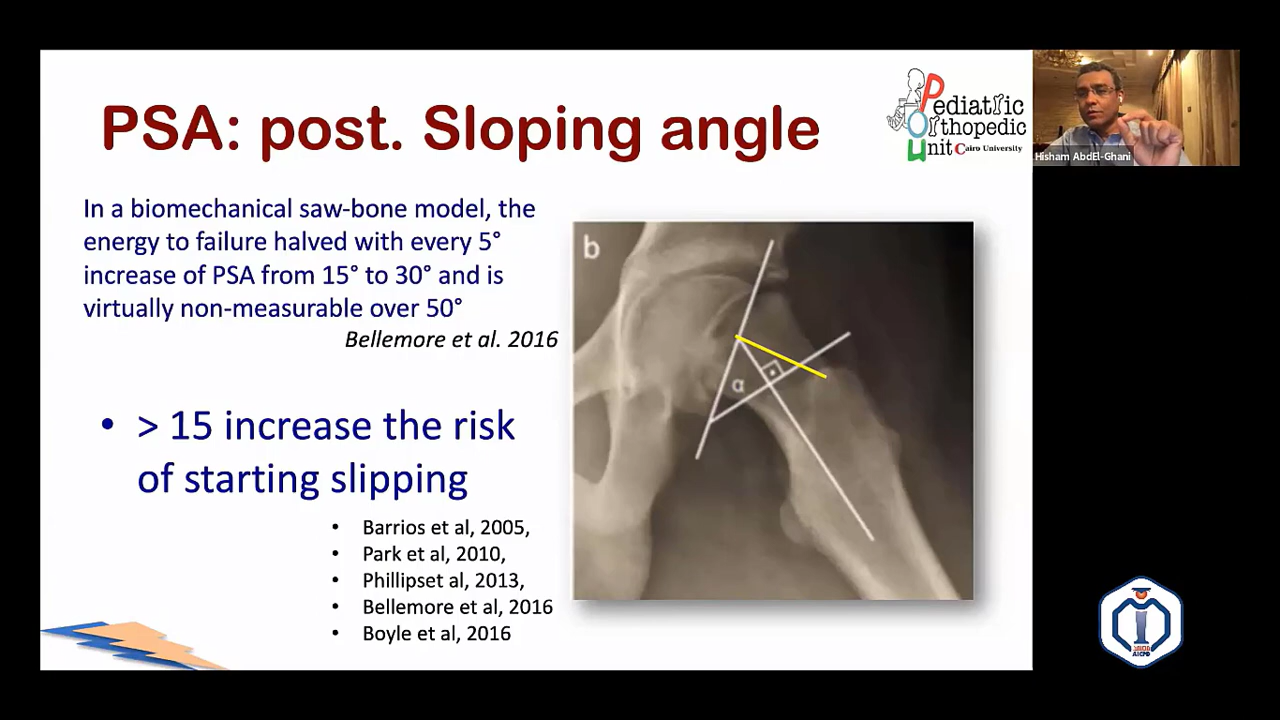 PSA: post. Sloping angle
Pediatric
Orthopedic
Unit Cairo University
Hisham AbdEl-Ghani
In a biomechanical saw-bone model, the
energy to failure halved with every 5°
increase of PSA from 15° to 30° and is
virtually non-measurable over 50°
Bellemore et al. 2016
• > 15 increase the risk
of starting slipping
• Barrios et al, 2005,
• Park et al, 2010,
• Phillipset al, 2013,
• Bellemore et al, 2016
• Boyle et al, 2016
b
α